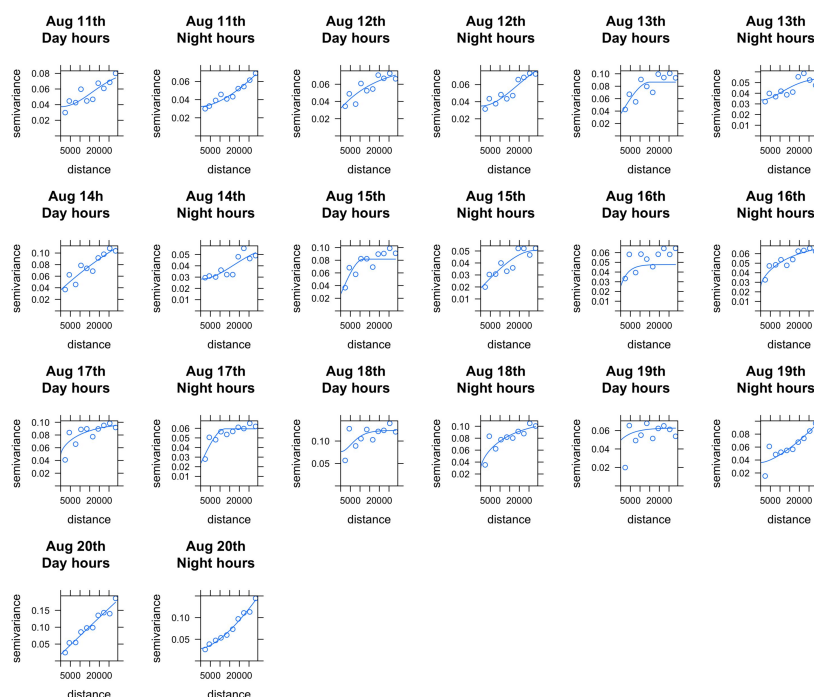 Aug 11th
Day hours
Aug 11th
Night hours
Aug 12th
Day hours
Aug 12th
Night hours
Aug 13th
Day hours
Aug 13th
Night hours
semivariance
0.08
0.06
0.04
0.02
5000 20000
distance
semivariance
0.06
0.04
0.02
5000 20000
distance
semivariance
0.06
0.04
0.02
5000 20000
distance
semivariance
0.06
0.04
0.02
5000 20000
distance
semivariance
0.10
0.08
0.06
0.04
0.02
5000 20000
distance
semivariance
0.05
0.04
0.03
0.02
0.01
5000 20000
distance
Aug 14h
Day hours
Aug 14th
Night hours
Aug 15th
Day hours
Aug 15th
Night hours
Aug 16th
Day hours
Aug 16th
Night hours
semivariance
0.10
0.08
0.06
0.04
0.02
5000 20000
distance
semivariance
0.05
0.04
0.03
0.02
0.01
5000 20000
distance
semivariance
0.10
0.08
0.06
0.04
0.02
5000 20000
distance
semivariance
0.05
0.04
0.03
0.02
0.01
5000 20000
distance
semivariance
0.06
0.05
0.04
0.03
0.02
0.01
5000 20000
distance
semivariance
0.06
0.05
0.04
0.03
0.02
0.01
5000 20000
distance
Aug 17th
Day hours
Aug 17th
Night hours
Aug 18th
Day hours
Aug 18th
Night hours
Aug 19th
Day hours
Aug 19th
Night hours
semivariance
0.10
0.08
0.06
0.04
0.02
5000 20000
distance
semivariance
0.06
0.05
0.04
0.03
0.02
0.01
5000 20000
distance
semivariance
0.10
0.05
5000 20000
distance
semivariance
0.10
0.08
0.06
0.04
0.02
5000 20000
distance
semivariance
0.06
0.04
0.02
5000 20000
distance
semivariance
0.08
0.06
0.04
0.02
5000 20000
distance
Aug 20th
Day hours
Aug 20th
Night hours
semivariance
0.15
0.10
0.05
5000 20000
distance
semivariance
0.10
0.05
5000 20000
distance